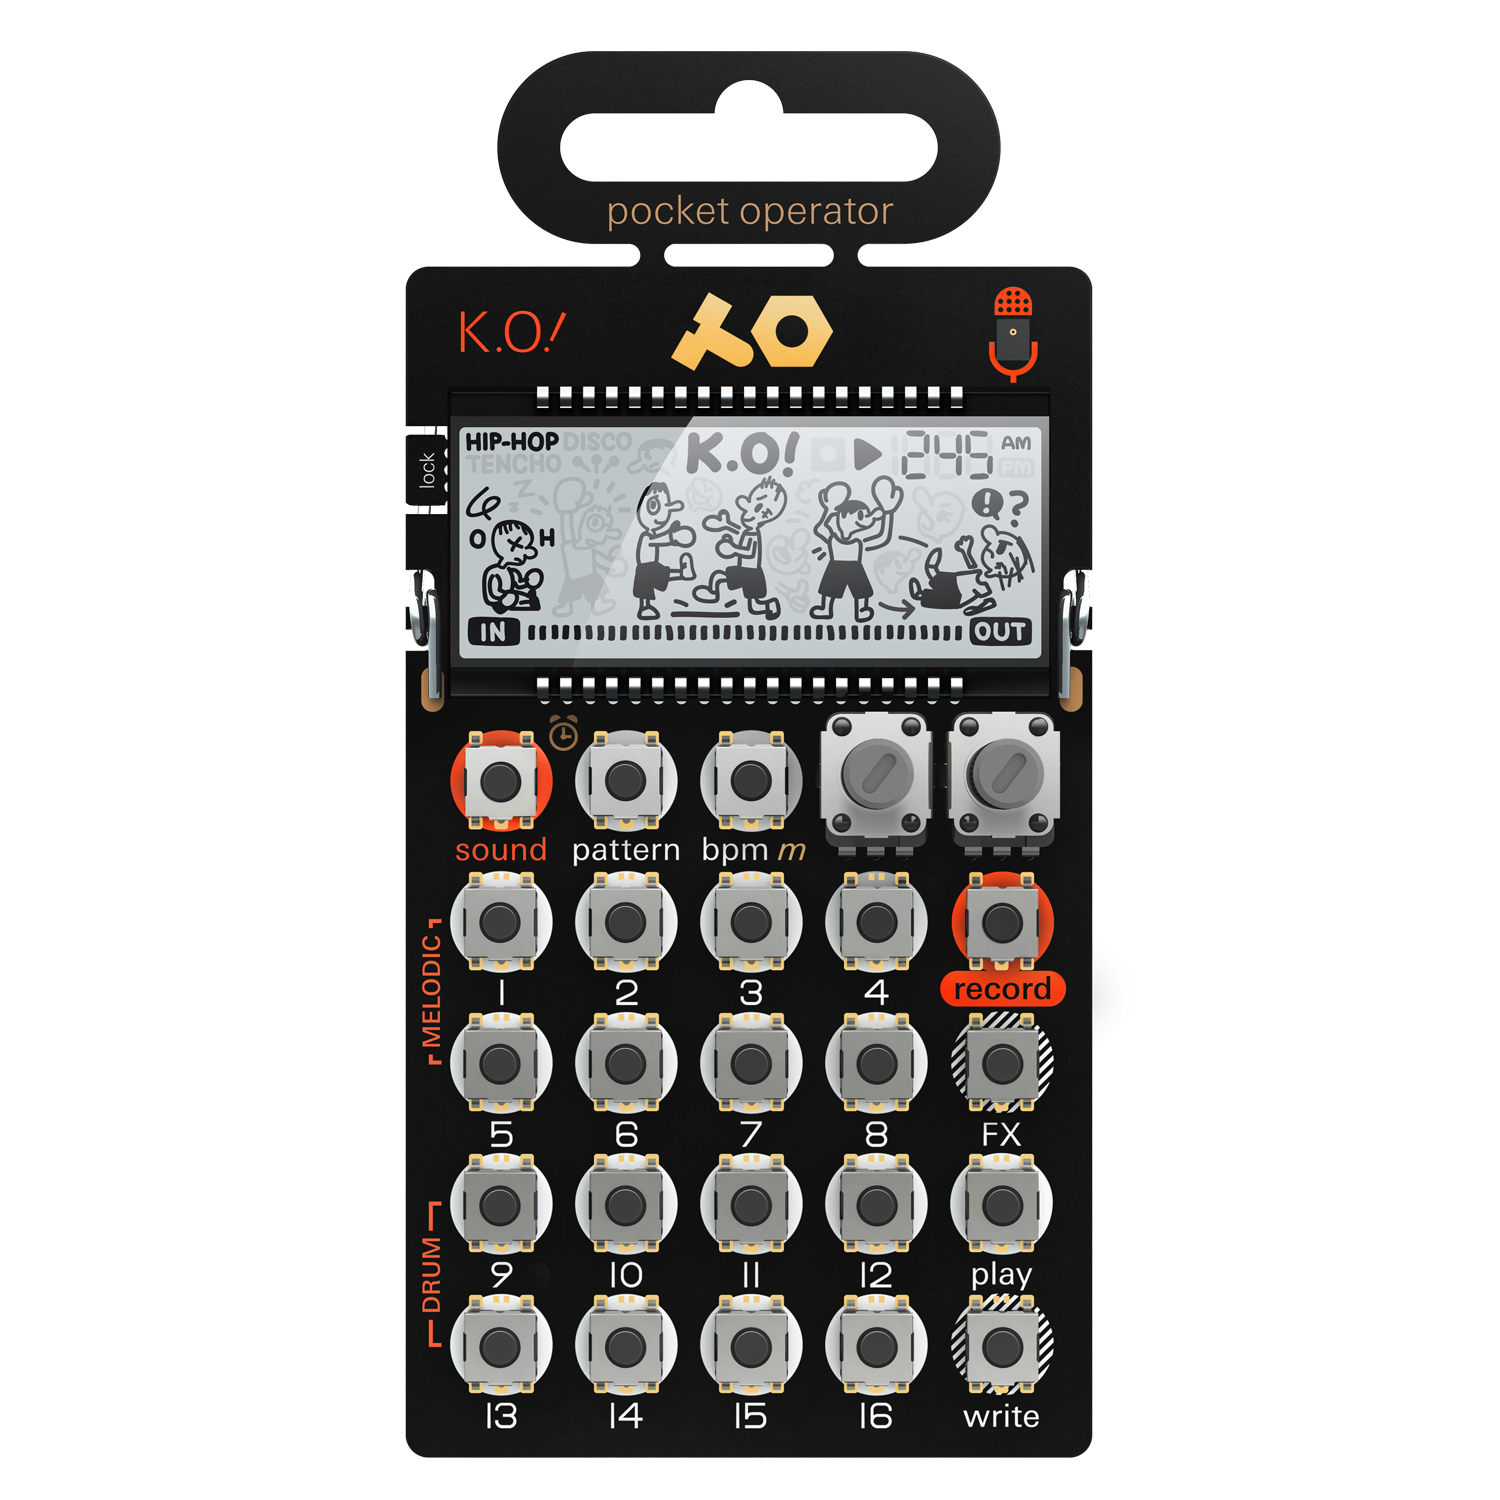 pocket operator
K.O!
HIP-HOP DISCO K.O! 245 AM
TENCHO PM
lock
Z
! ?
O H
IN OUT
sound pattern bpm m
MELODIC
1 2 3 4 record
5 6 7 8 FX
DRUM
9 10 11 12 play
13 14 15 16 write